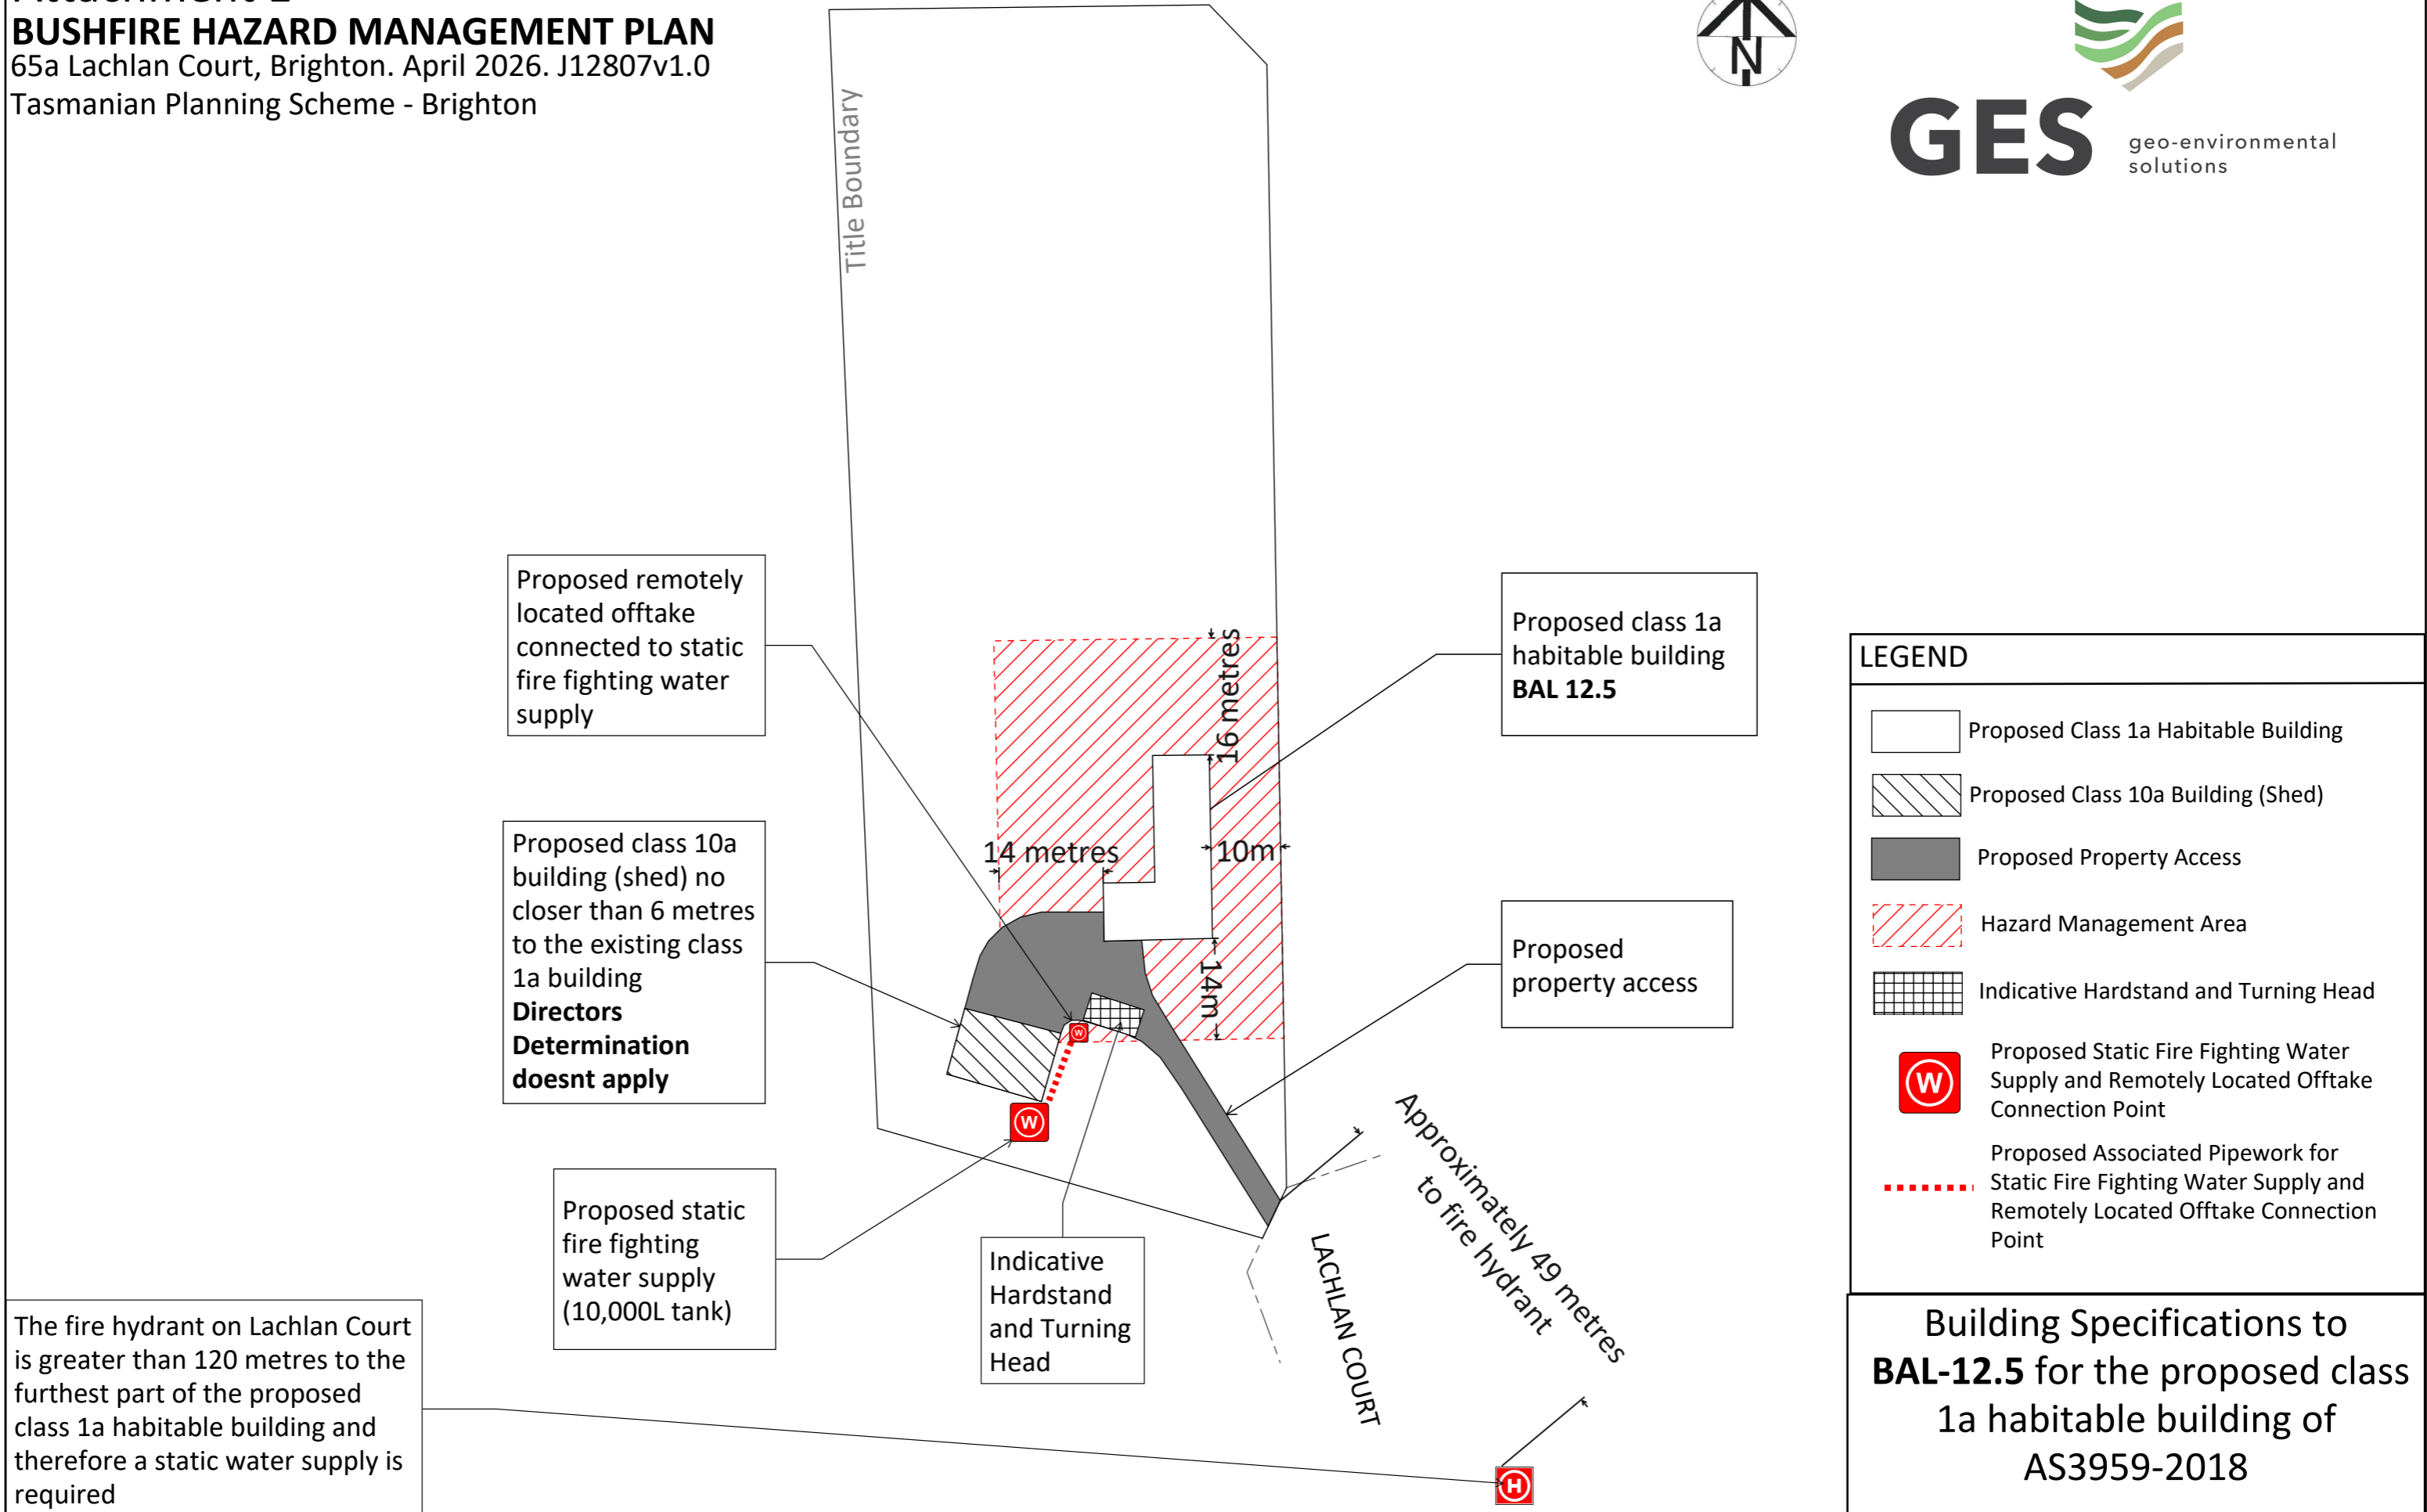 BUSHFIRE HAZARD MANAGEMENT PLAN
65a Lachlan Court, Brighton. April 2026. J12807v1.0
Tasmanian Planning Scheme - Brighton
N
GES
geo-environmental
solutions
Title Boundary
Proposed remotely
located offtake
connected to static
fire fighting water
supply
Proposed class 1a
habitable building
BAL 12.5
16 metres
14 metres
10m
14m
Proposed class 10a
building (shed) no
closer than 6 metres
to the existing class
1a building
Directors
Determination
doesnt apply
Proposed
property access
W
W
Proposed static
fire fighting
water supply
(10,000L tank)
Indicative
Hardstand
and Turning
Head
Approximately 49 metres
to fire hydrant
LACHLAN COURT
H
The fire hydrant on Lachlan Court
is greater than 120 metres to the
furthest part of the proposed
class 1a habitable building and
therefore a static water supply is
required
LEGEND
Proposed Class 1a Habitable Building
Proposed Class 10a Building (Shed)
Proposed Property Access
Hazard Management Area
Indicative Hardstand and Turning Head
W
Proposed Static Fire Fighting Water
Supply and Remotely Located Offtake
Connection Point
Proposed Associated Pipework for
Static Fire Fighting Water Supply and
Remotely Located Offtake Connection
Point
Building Specifications to
BAL-12.5 for the proposed class
1a habitable building of
AS3959-2018